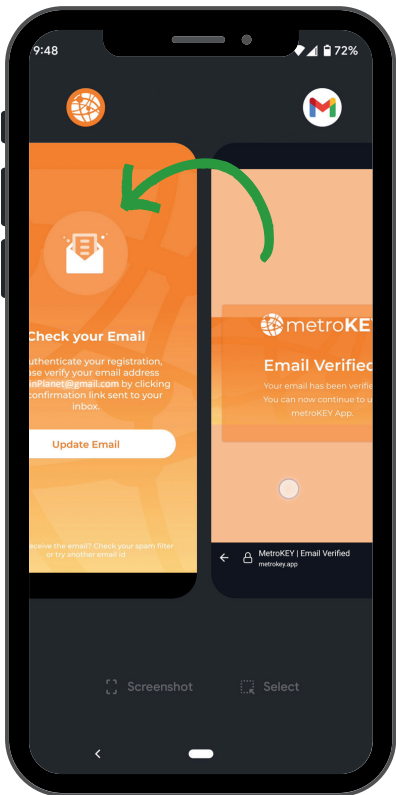 9:48
72%
Check your Email
uthenticate your registration,
ase verify your email address
inPlanet@gmail.com by clicking
confirmation link sent to your
inbox.
Update Email
eceive the email? Check your spam filter
or try another email id
metroKEY
Email Verified
Your email has been verifie
You can now continue to u
metroKEY App.
MetroKEY | Email Verified
metrokey.app
Screenshot
Select